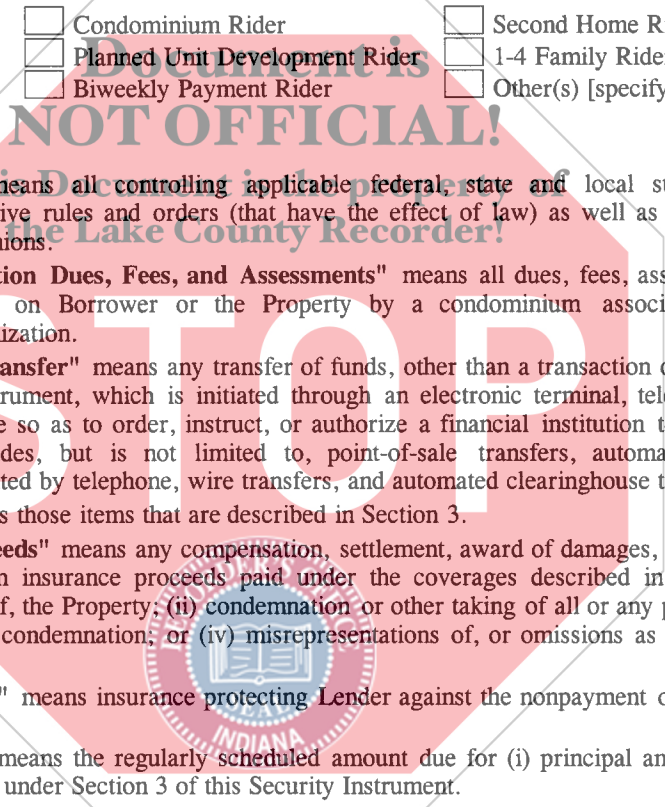 Condominium Rider Second Home R
Planned Unit Development Rider 1-4 Family Rider
Biweekly Payment Rider Other(s) [specify
Document is
NOT OFFICIAL!
is Document is the property of
the Lake County Recorder!
means all controlling applicable federal, state and local st
ive rules and orders (that have the effect of law) as well as
nions.
tion Dues, Fees, and Assessments" means all dues, fees, ass
on Borrower or the Property by a condominium associ
ization.
ansfer" means any transfer of funds, other than a transaction o
trument, which is initiated through an electronic terminal, tele
e so as to order, instruct, or authorize a financial institution t
des, but is not limited to, point-of-sale transfers, automa
ted by telephone, wire transfers, and automated clearinghouse t
s those items that are described in Section 3.
STOP
eeds" means any compensation, settlement, award of damages,
n insurance proceeds paid under the coverages described in
f, the Property; (ii) condemnation or other taking of all or any p
condemnation; or (iv) misrepresentations of, or omissions as
" means insurance protecting Lender against the nonpayment o
means the regularly scheduled amount due for (i) principal an
under Section 3 of this Security Instrument.
RECORDER'S
SEAL
INDIANA